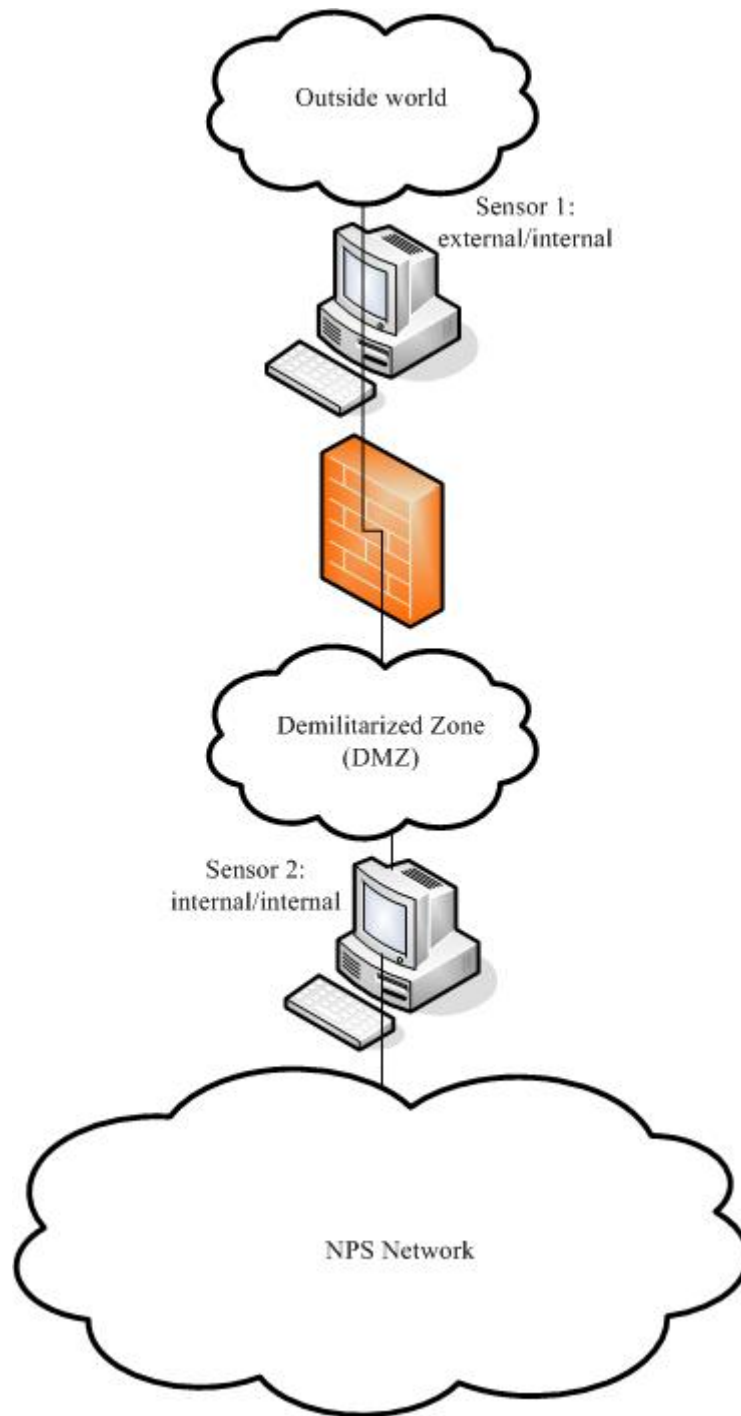 Outside world
Sensor 1:
external/internal
Demilitarized Zone
(DMZ)
Sensor 2:
internal/internal
NPS Network